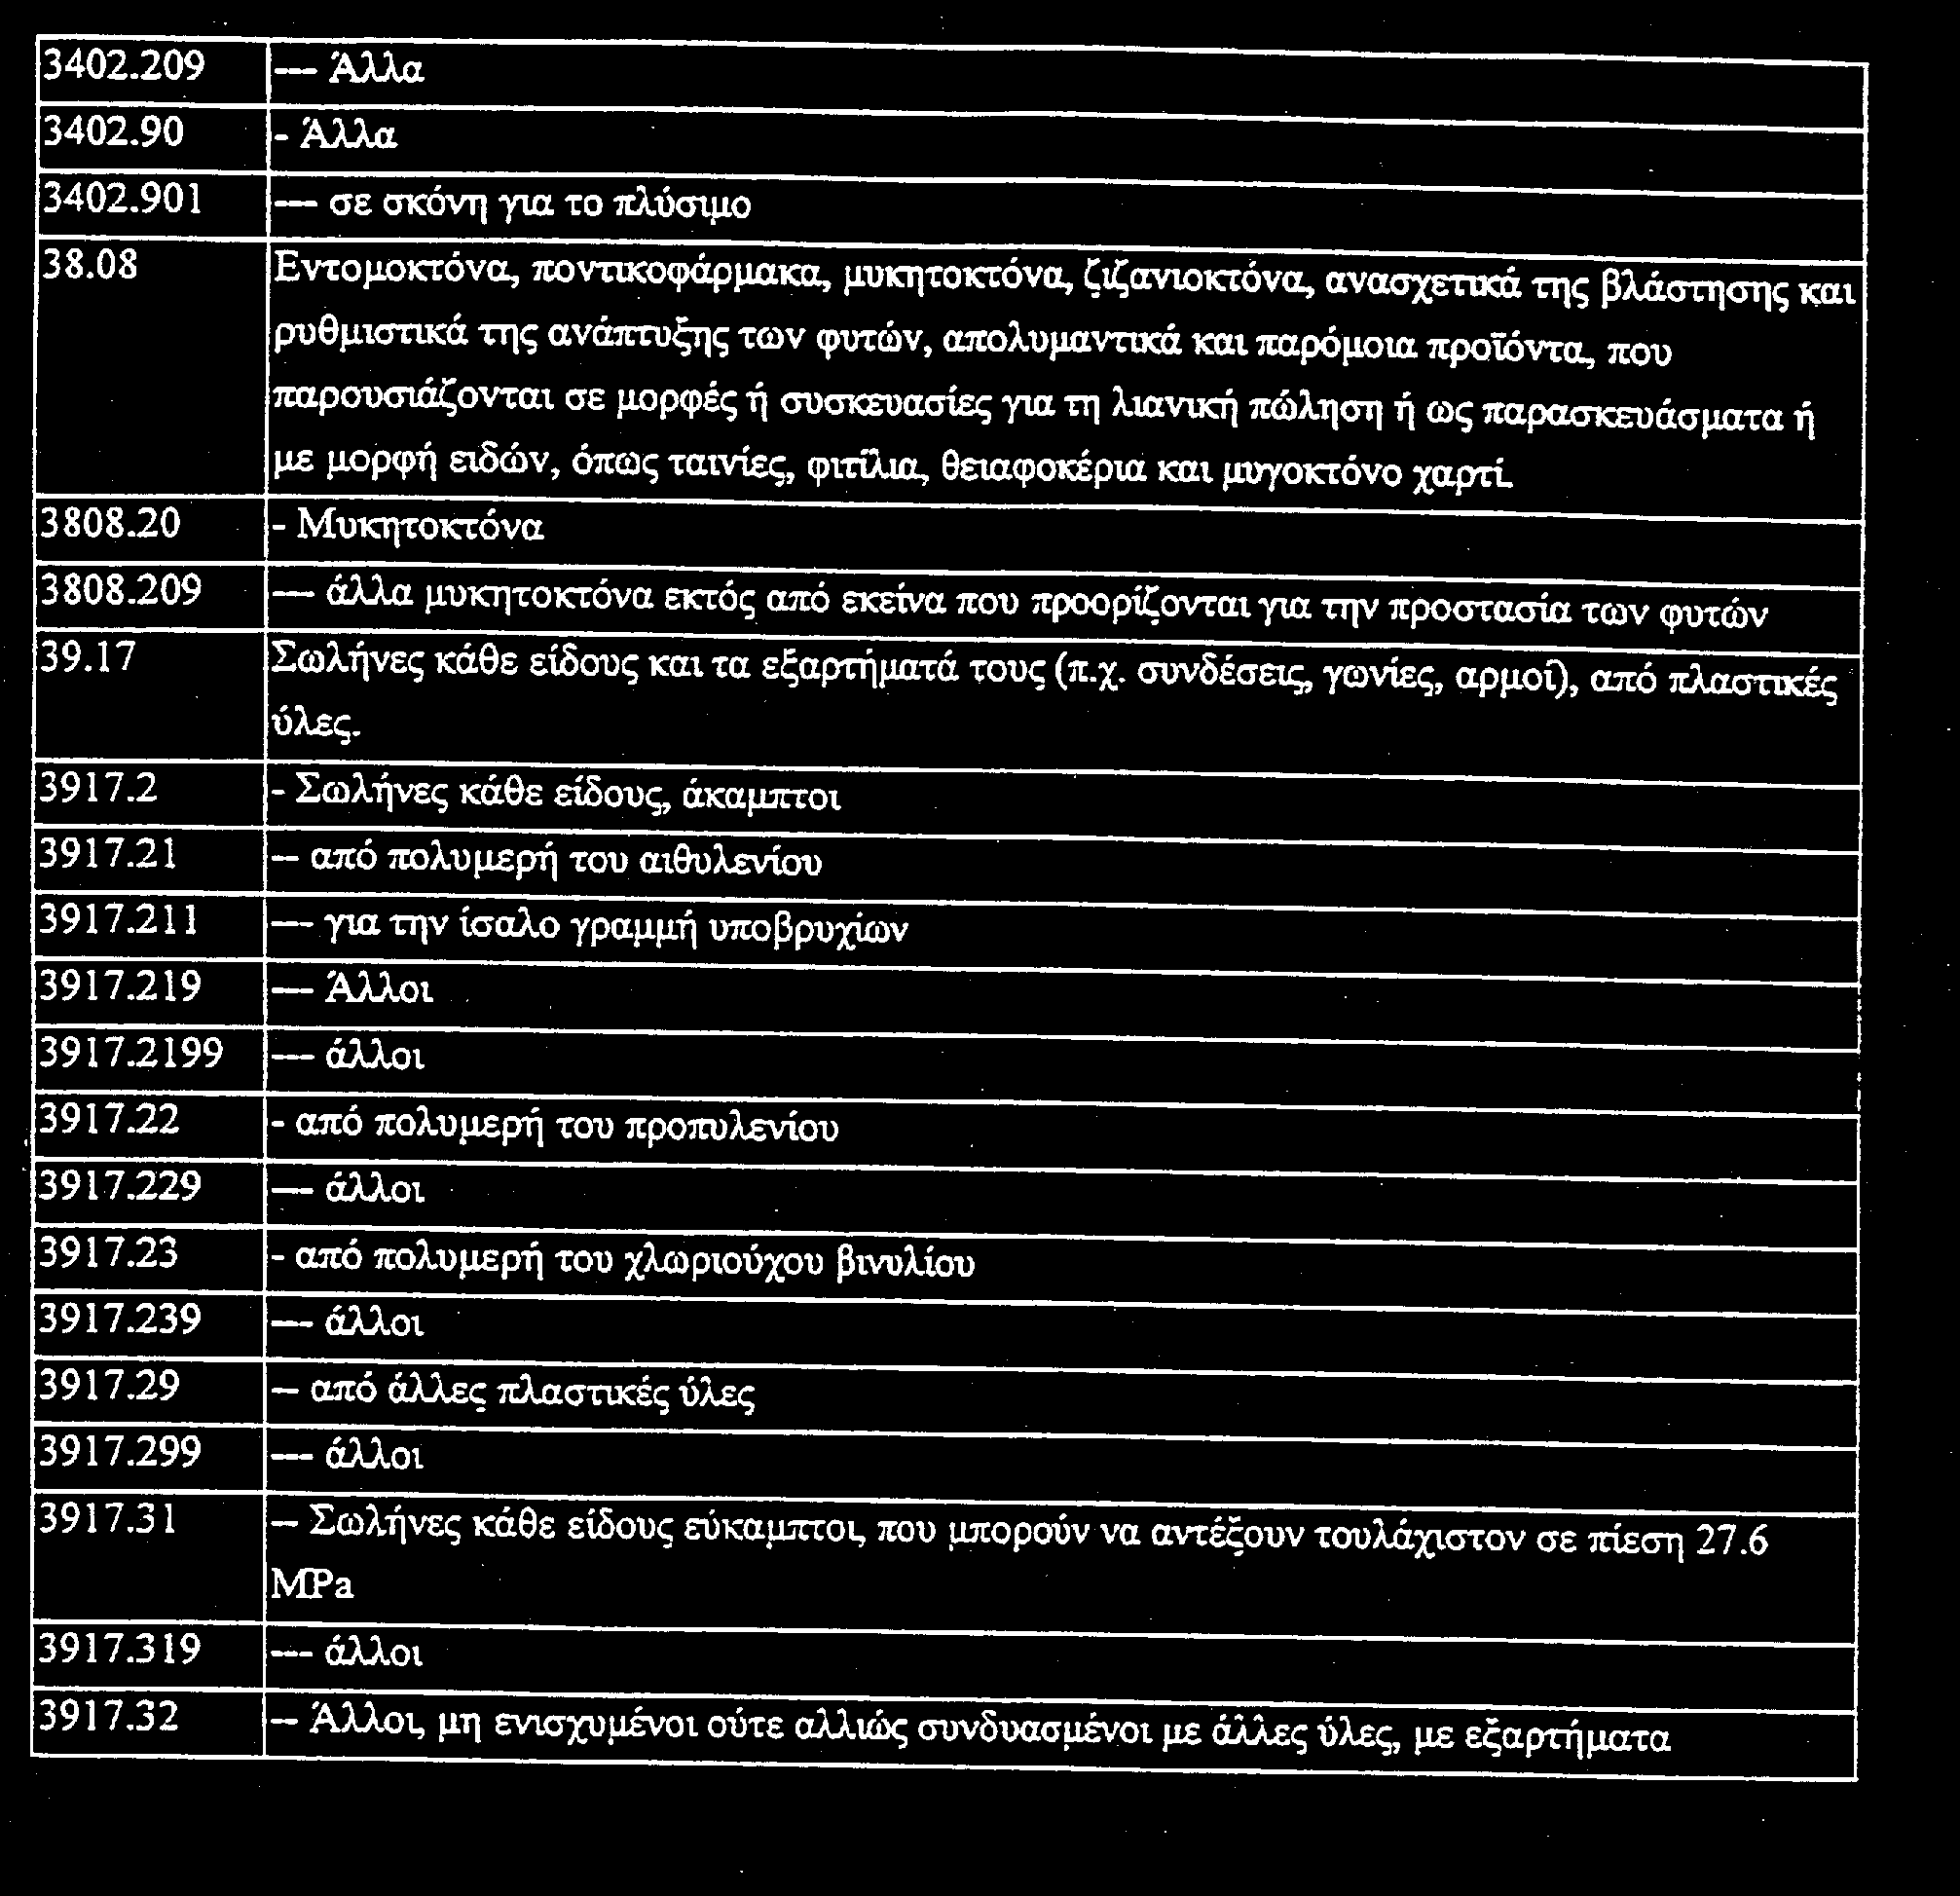 3402.209 --- Άλλα
3402.90 - Άλλα
3402.901 --- σε σκόνη για το πλύσιμο
38.08 Εντομοκτόνα, ποντικοφάρμακα, μυκητοκτόνα, ζιζανιοκτόνα, ανασχετικά της βλάστησης και
ρυθμιστικά της ανάπτυξης των φυτών, απολυμαντικά και παρόμοια προϊόντα, που
παρουσιάζονται σε μορφές ή συσκευασίες για τη λιανική πώληση ή ως παρασκευάσματα ή
με μορφή ειδών, όπως ταινίες, φιτίλια, θειαφοκέρια και μυγοκτόνο χαρτί.
3808.20 - Μυκητοκτόνα
3808.209 --- άλλα μυκητοκτόνα εκτός από εκείνα που προορίζονται για την προστασία των φυτών
39.17 Σωλήνες κάθε είδους και τα εξαρτήματά τους (π.χ. συνδέσεις, γωνίες, αρμοί), από πλαστικές
ύλες.
3917.2 - Σωλήνες κάθε είδους, άκαμπτοι
3917.21 -- από πολυμερή του αιθυλενίου
3917.211 --- για την ίσαλο γραμμή υποβρυχίων
3917.219 --- Άλλοι
3917.2199 --- άλλοι
3917.22 - από πολυμερή του προπυλενίου
3917.229 --- άλλοι
3917.23 - από πολυμερή του χλωριούχου βινυλίου
3917.239 --- άλλοι
3917.29 -- από άλλες πλαστικές ύλες
3917.299 --- άλλοι
3917.31 -- Σωλήνες κάθε είδους εύκαμπτοι, που μπορούν να αντέξουν τουλάχιστον σε πίεση 27.6
MPa
3917.319 --- άλλοι
3917.32 -- Άλλοι, μη ενισχυμένοι ούτε αλλιώς συνδυασμένοι με άλλες ύλες, με εξαρτήματα